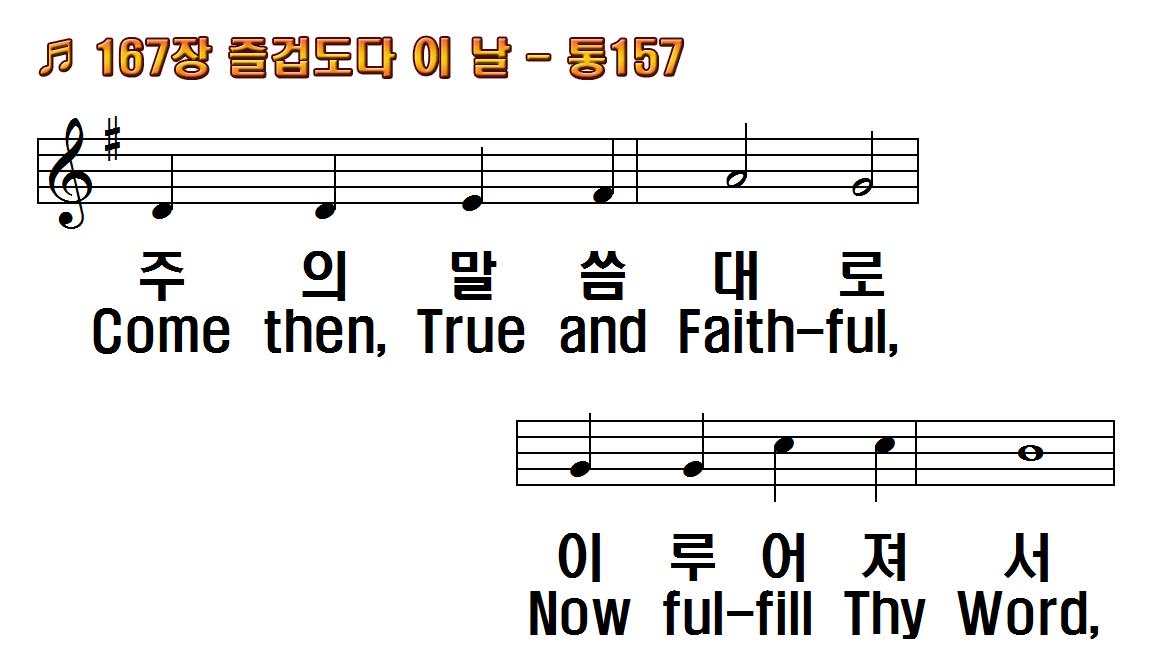 ♬ 167장 즐겁도다 이 날 - 통157
주 의 말 씀 대 로
Come then, True and Faith-ful,
이 루 어 져 서
Now ful-fill Thy Word,